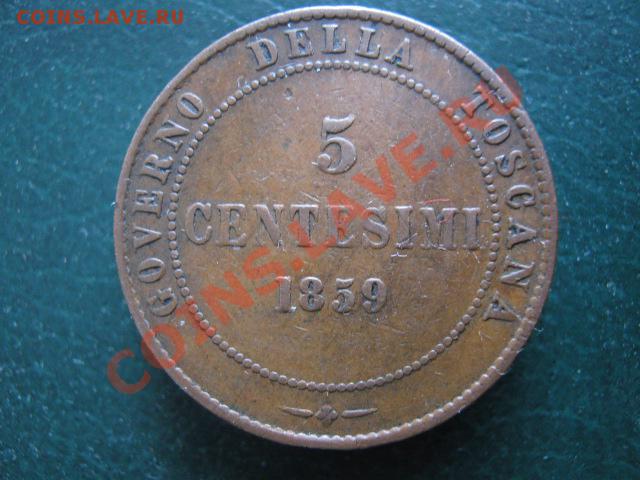 COINS.LAVE.RU
GOVERNO DELLA TOSCANA
5
CENTESIMI
1859
COINS.LAVE.RU